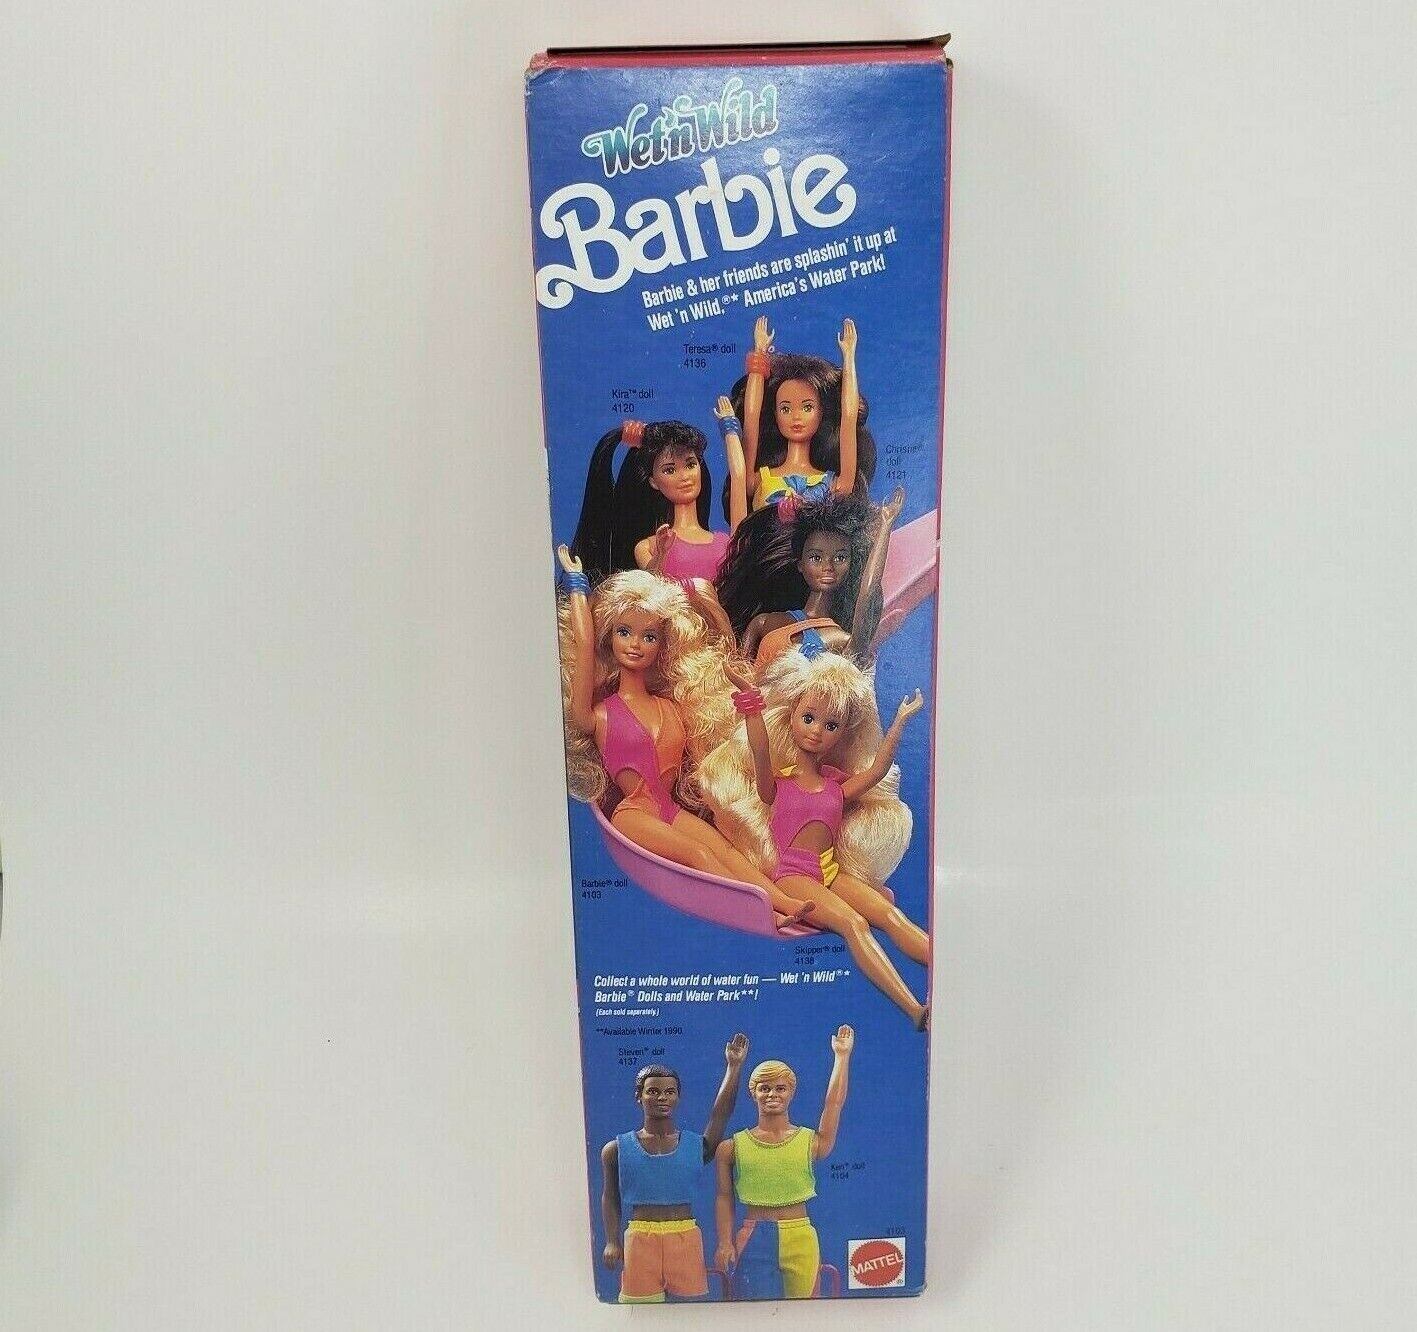 Wet 'n Wild
Barbie
Barbie & her friends are splashin' it up at
Wet 'n Wild,®* America's Water Park!
Teresa® doll
4136
Kira™ doll
4120
Christie® doll
4121
Barbie® doll
4103
Skipper® doll
4138
Collect a whole world of water fun — Wet 'n Wild®*
Barbie® Dolls and Water Park**!
(Each sold separately.)
**Available Winter 1990
Steven™ doll
4137
Ken® doll
4104
4103
MATTEL
®